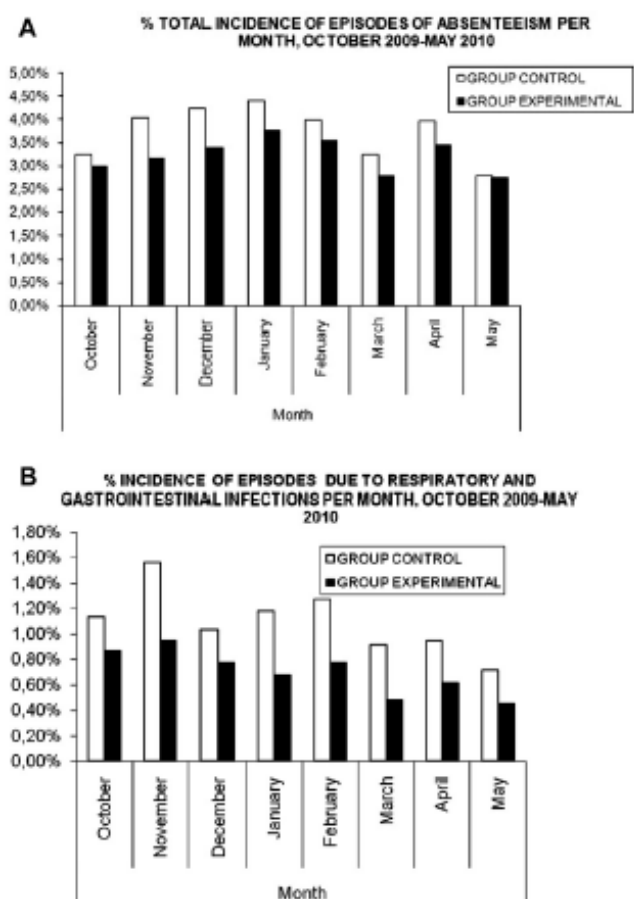 A
% TOTAL INCIDENCE OF EPISODES OF ABSENTEEISM PER
MONTH, OCTOBER 2009-MAY 2010
5,00%
4,50%
4,00%
3,50%
3,00%
2,50%
2,00%
1,50%
1,00%
0,50%
0,00%
GROUP CONTROL
GROUP EXPERIMENTAL
October
November
December
January
February
March
April
May
Month
B
% INCIDENCE OF EPISODES DUE TO RESPIRATORY AND
GASTROINTESTINAL INFECTIONS PER MONTH, OCTOBER 2009-MAY
2010
1,80%
1,60%
1,40%
1,20%
1,00%
0,80%
0,60%
0,40%
0,20%
0,00%
GROUP CONTROL
GROUP EXPERIMENTAL
October
November
December
January
February
March
April
May
Month